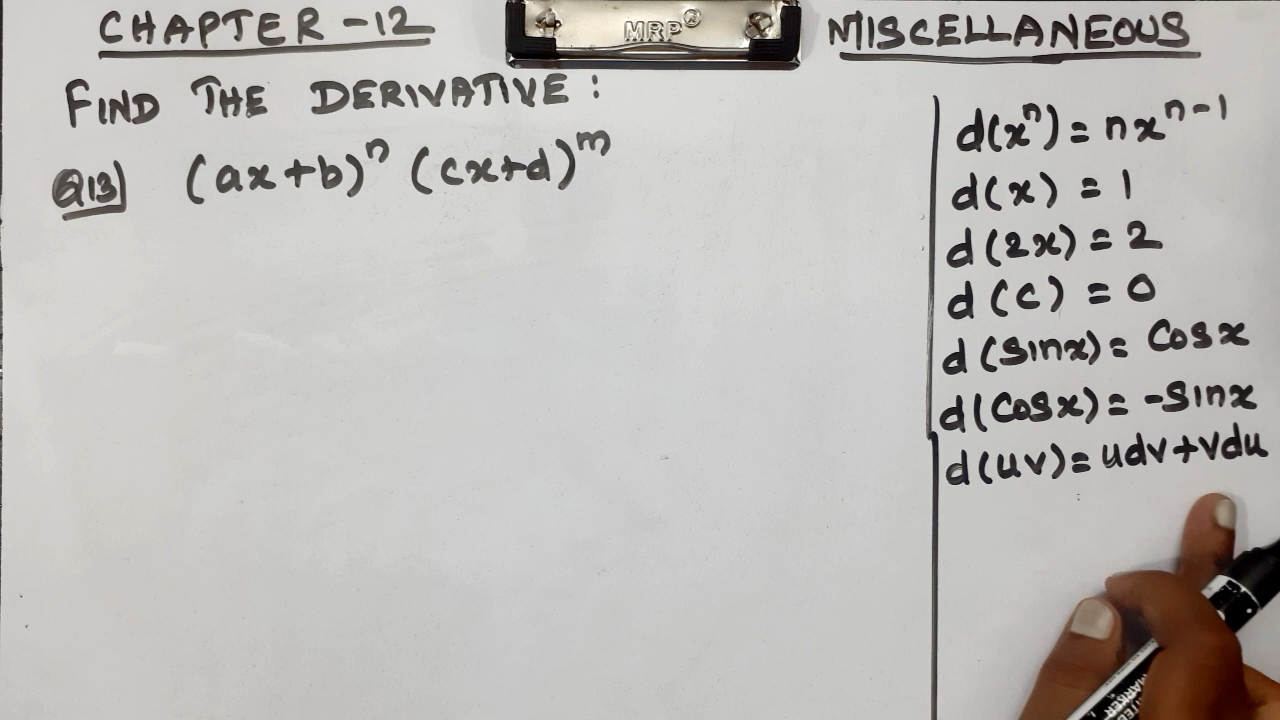 CHAPTER -12
MRP®
MISCELLANEOUS
FIND THE DERIVATIVE:
Q13) (ax+b)ⁿ (cx+d)ᵐ
d(xⁿ) = nxⁿ⁻¹
d(x) = 1
d(2x) = 2
d(c) = 0
d(sinx) = cosx
d(cosx) = -sinx
d(uv) = udv+vdu
MARKER